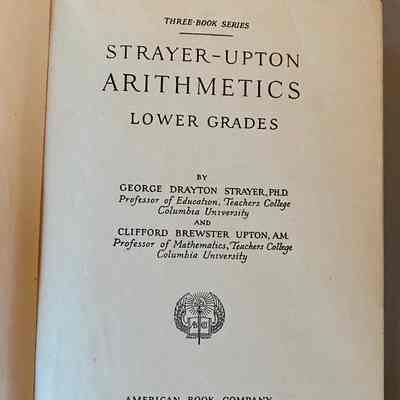 THREE-BOOK SERIES
STRAYER-UPTON
ARITHMETICS
LOWER GRADES
BY
GEORGE DRAYTON STRAYER, PH.D.
Professor of Education, Teachers College
Columbia University
AND
CLIFFORD BREWSTER UPTON, A.M.
Professor of Mathematics, Teachers College
Columbia University
ABC
AMERICAN BOOK COMPANY